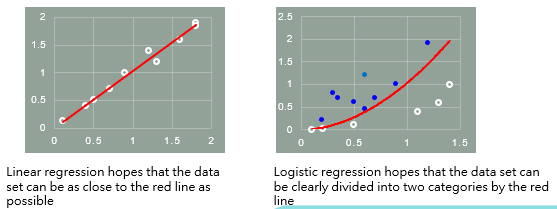 2
1.5
1
0.5
0
0 0.5 1 1.5 2
Linear regression hopes that the data
set can be as close to the red line as
possible
2.5
2
1.5
1
0.5
0
0 0.5 1 1.5
Logistic regression hopes that the data set can
be clearly divided into two categories by the red
line